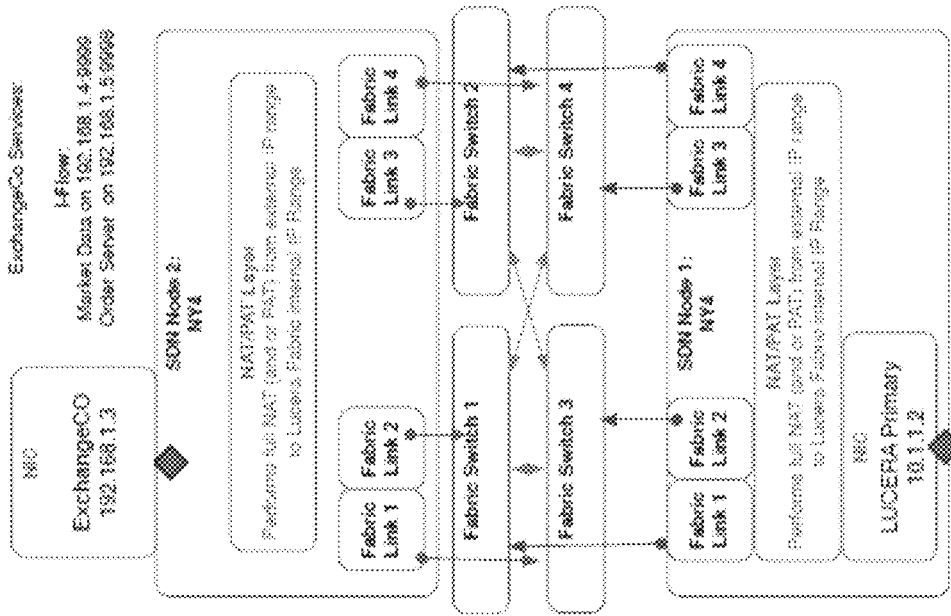 ExchangeCo Services:
I-Flow:
Market Data on 192.168.1.4:9999
Order Server on 192.168.1.5:9999
NIC
ExchangeCO
192.168.1.3
SDN Node 2:
NY4
NAT/PAT Layer
Performs full NAT (and or PAT) from external IP range
to Lucera Fabric Internal IP Range
Fabric
Link 1
Fabric
Link 2
Fabric
Link 3
Fabric
Link 4
Fabric Switch 1
Fabric Switch 2
Fabric Switch 3
Fabric Switch 4
Fabric
Link 1
Fabric
Link 2
Fabric
Link 3
Fabric
Link 4
SDN Node 1:
NY4
NAT/PAT Layer
Performs full NAT (and or PAT) from external IP range
to Lucera Fabric Internal IP Range
NIC
LUCERA Primary
10.1.1.2